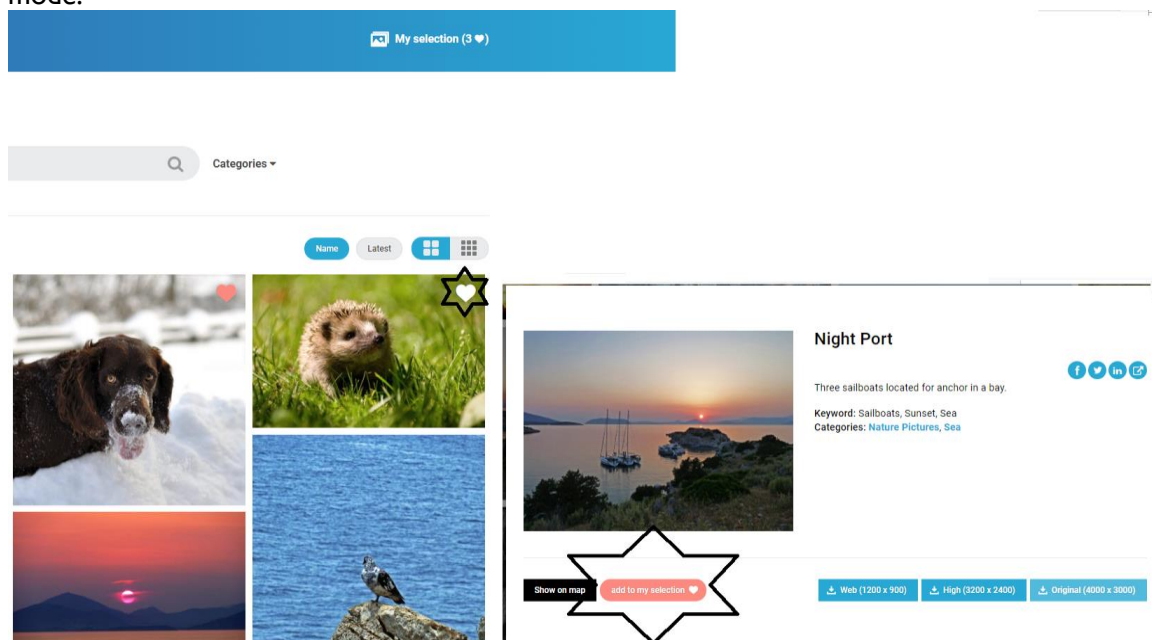 mode.
My selection (3 ♥)
Categories
Name
Latest
Night Port
Three sailboats located for anchor in a bay.
Keyword: Sailboats, Sunset, Sea
Categories: Nature Pictures, Sea
Show on map
add to my selection
Web (1200 x 900)
High (3200 x 2400)
Original (4000 x 3000)